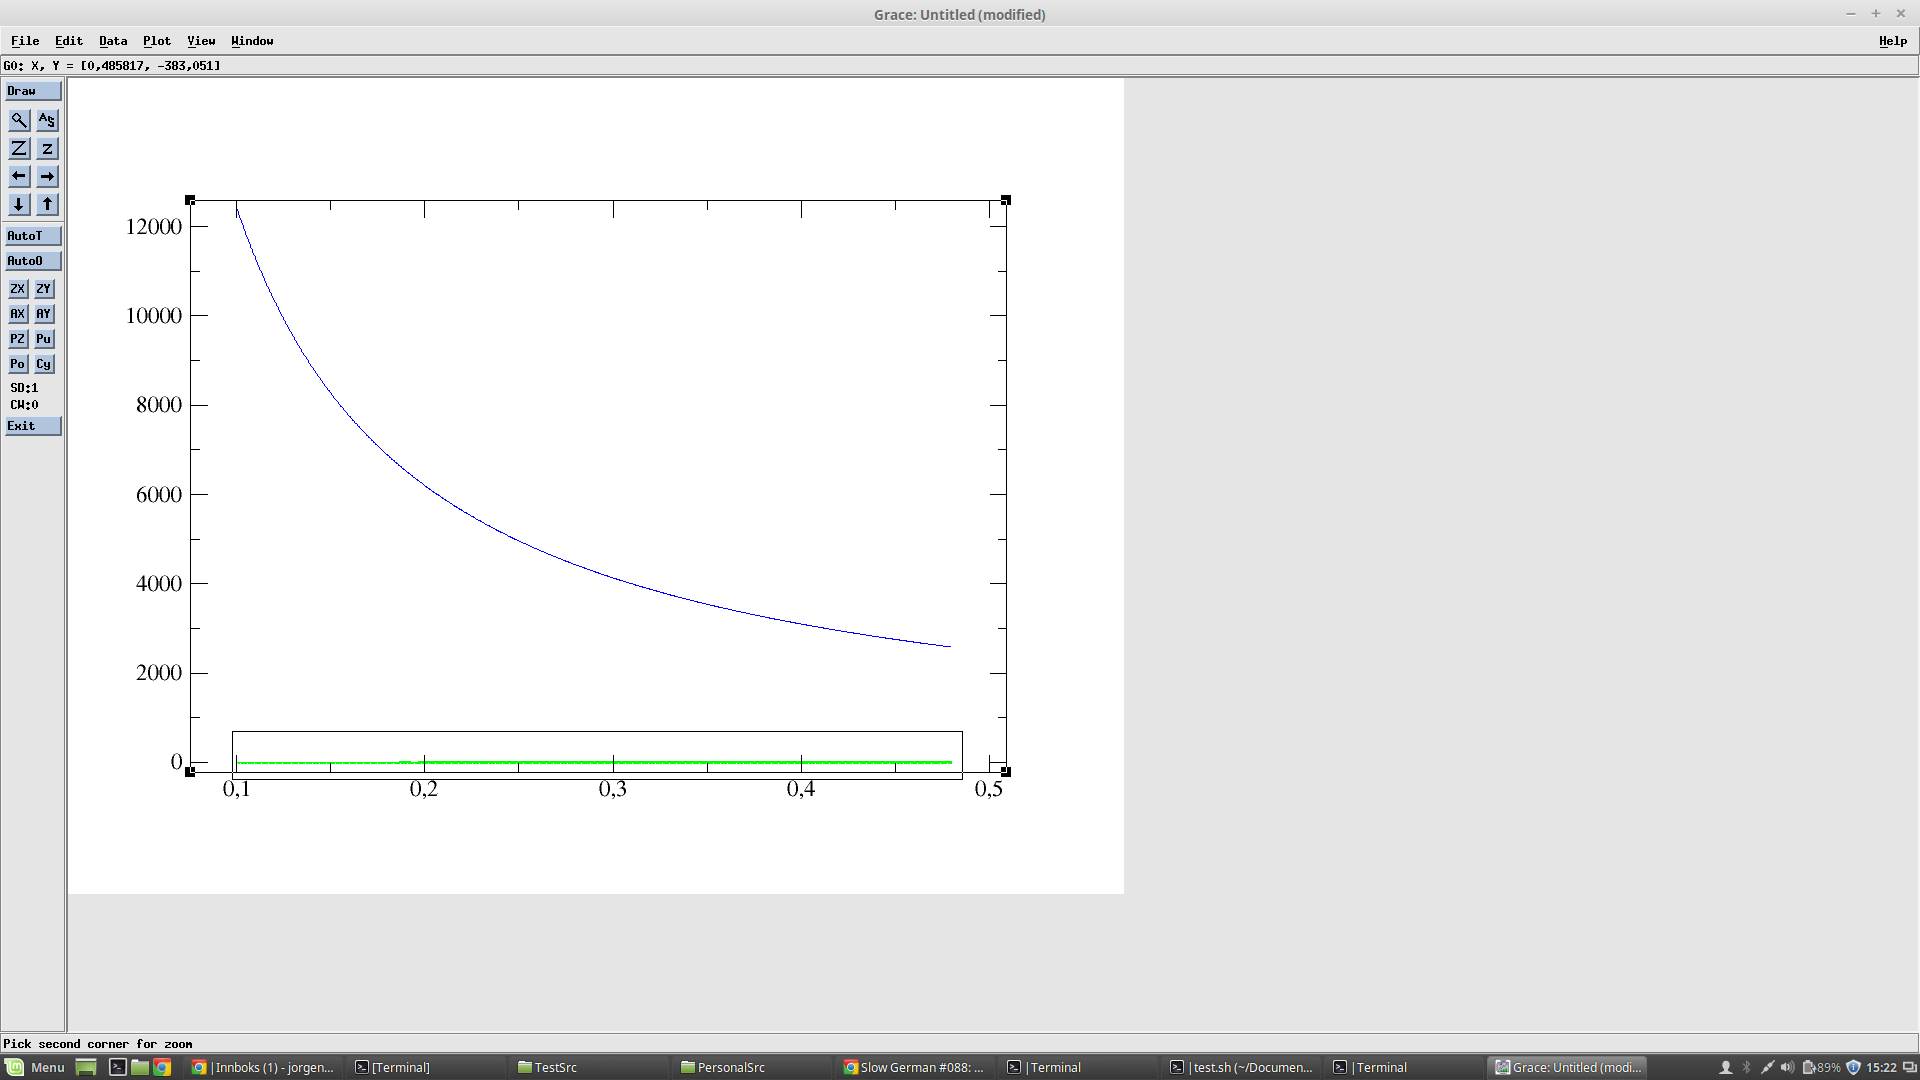 Grace: Untitled (modified)
File Edit Data Plot View Window Help
G0: X, Y = [0,485817, -383,051]
Draw
AS
Z z
AutoT
AutoO
ZX ZY
AX AY
PZ Pu
Po Cy
SD:1
CW:0
Exit
12000
10000
8000
6000
4000
2000
0
0,1 0,2 0,3 0,4 0,5
Pick second corner for zoom
Menu |Innboks (1) - jorgen... [Terminal] TestSrc PersonalSrc Slow German #088: ... |Terminal |test.sh (~/Documen... |Terminal Grace: Untitled (modi... 89% 15:22